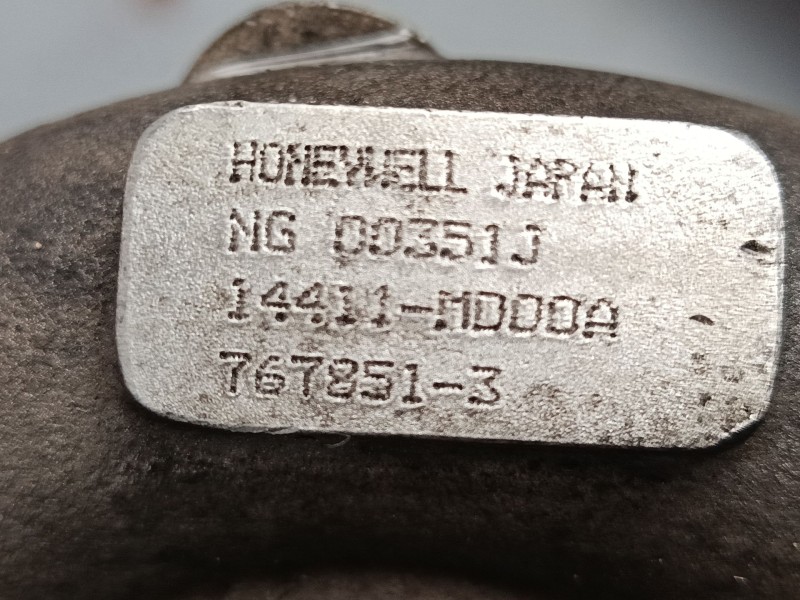 HONEYWELL JAPAN
NG 00351J
14411-MD00A
767851-3